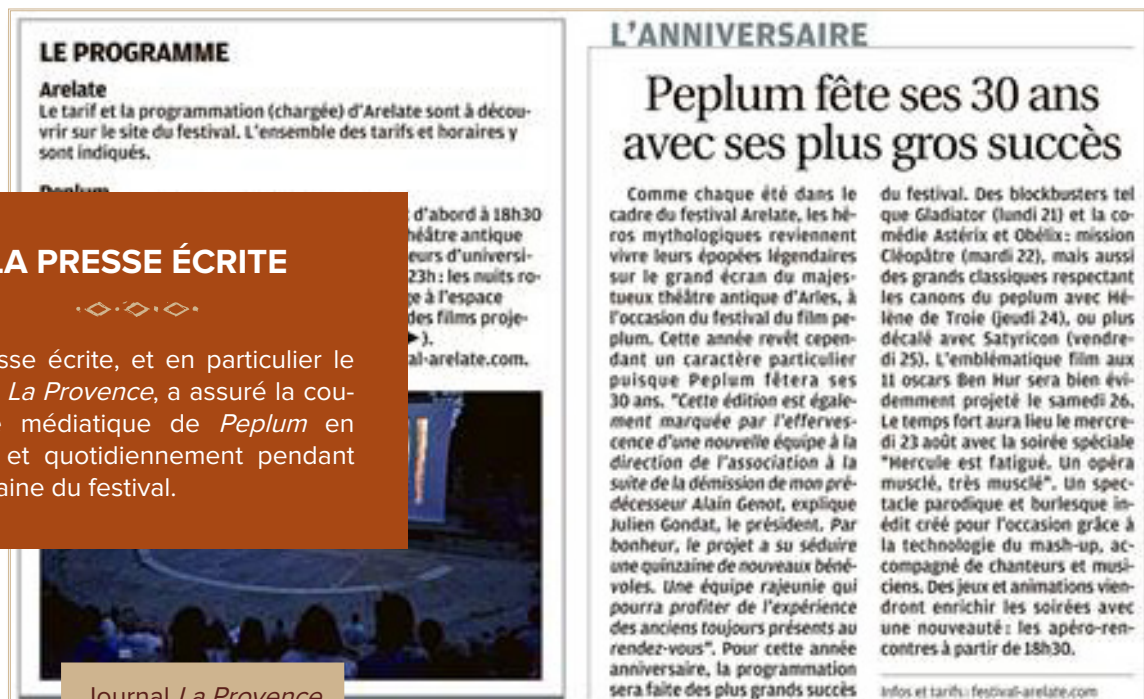 LE PROGRAMME
Arelate
Le tarif et la programmation (chargée) d'Arelate sont à décou-
vrir sur le site du festival. L'ensemble des tarifs et horaires y
sont indiqués.
Peplum
d'abord à 18h30
héâtre antique
eurs d'universi-
23h : les nuits ro-
ge à l'espace
des films proje-
►).
al-arelate.com.
LA PRESSE ÉCRITE
sse écrite, et en particulier le
La Provence, a assuré la cou-
e médiatique de Peplum en
et quotidiennement pendant
aine du festival.
Journal La Provence
L'ANNIVERSAIRE
Peplum fête ses 30 ans
avec ses plus gros succès
Comme chaque été dans le
cadre du festival Arelate, les hé-
ros mythologiques reviennent
vivre leurs épopées légendaires
sur le grand écran du majes-
tueux théâtre antique d'Arles, à
l'occasion du festival du film pe-
plum. Cette année revêt cepen-
dant un caractère particulier
puisque Peplum fêtera ses
30 ans. "Cette édition est égale-
ment marquée par l'efferves-
cence d'une nouvelle équipe à la
direction de l'association à la
suite de la démission de mon pré-
décesseur Alain Genot, explique
Julien Gondat, le président. Par
bonheur, le projet a su séduire
une quinzaine de nouveaux béné-
voles. Une équipe rajeunie qui
pourra profiter de l'expérience
des anciens toujours présents au
rendez-vous". Pour cette année
anniversaire, la programmation
sera faite des plus grands succès
du festival. Des blockbusters tel
que Gladiator (lundi 21) et la co-
médie Astérix et Obélix : mission
Cléopâtre (mardi 22), mais aussi
des grands classiques respectant
les canons du peplum avec Hé-
lène de Troie (jeudi 24), ou plus
décalé avec Satyricon (vendre-
di 25). L'emblématique film aux
11 oscars Ben Hur sera bien évi-
demment projeté le samedi 26.
Le temps fort aura lieu le mercre-
di 23 août avec la soirée spéciale
"Hercule est fatigué. Un opéra
musclé, très musclé". Un spec-
tacle parodique et burlesque in-
édit créé pour l'occasion grâce à
la technologie du mash-up, ac-
compagné de chanteurs et musi-
ciens. Des jeux et animations vien-
dront enrichir les soirées avec
une nouveauté : les apéro-ren-
contres à partir de 18h30.
Infos et tarifs : festival-arelate.com